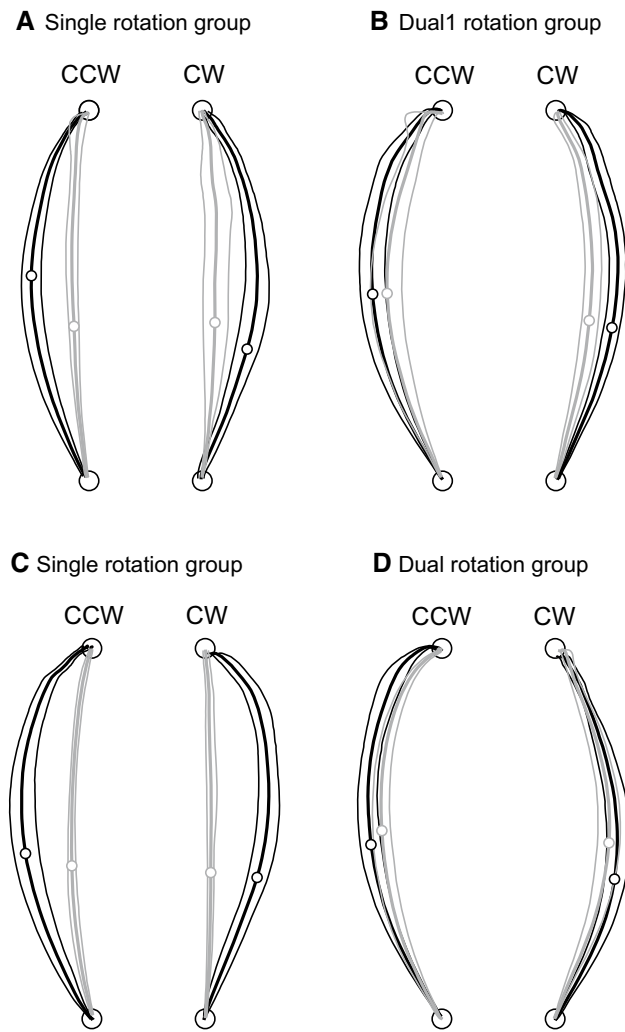 A Single rotation group
B Dual1 rotation group
CCW CW
CCW CW
C Single rotation group
D Dual rotation group
CCW CW
CCW CW